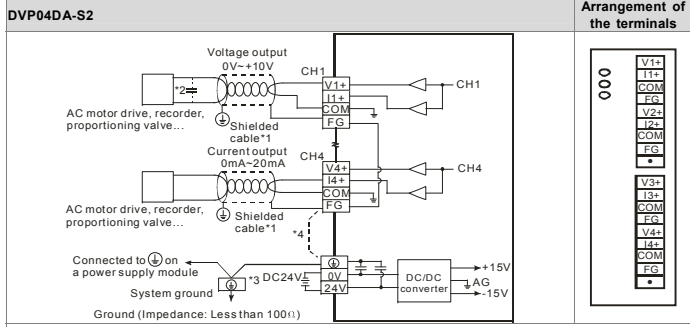 DVP04DA-S2
Arrangement of
the terminals
Voltage output
0V~+10V
CH1
*2
V1+
I1+
COM
FG
CH1
AC motor drive, recorder,
proportioning valve...
Shielded
cable*1
Current output
0mA~20mA
CH4
V4+
I4+
COM
FG
CH4
AC motor drive, recorder,
proportioning valve...
Shielded
cable*1
*4
Connected to ⏚ on
a power supply module
*3
DC24V
0V
24V
DC/DC
converter
+15V
AG
-15V
System ground
Ground (Impedance: Less than 100Ω)
V1+
I1+
COM
FG
V2+
I2+
COM
FG
V3+
I3+
COM
FG
V4+
I4+
COM
FG